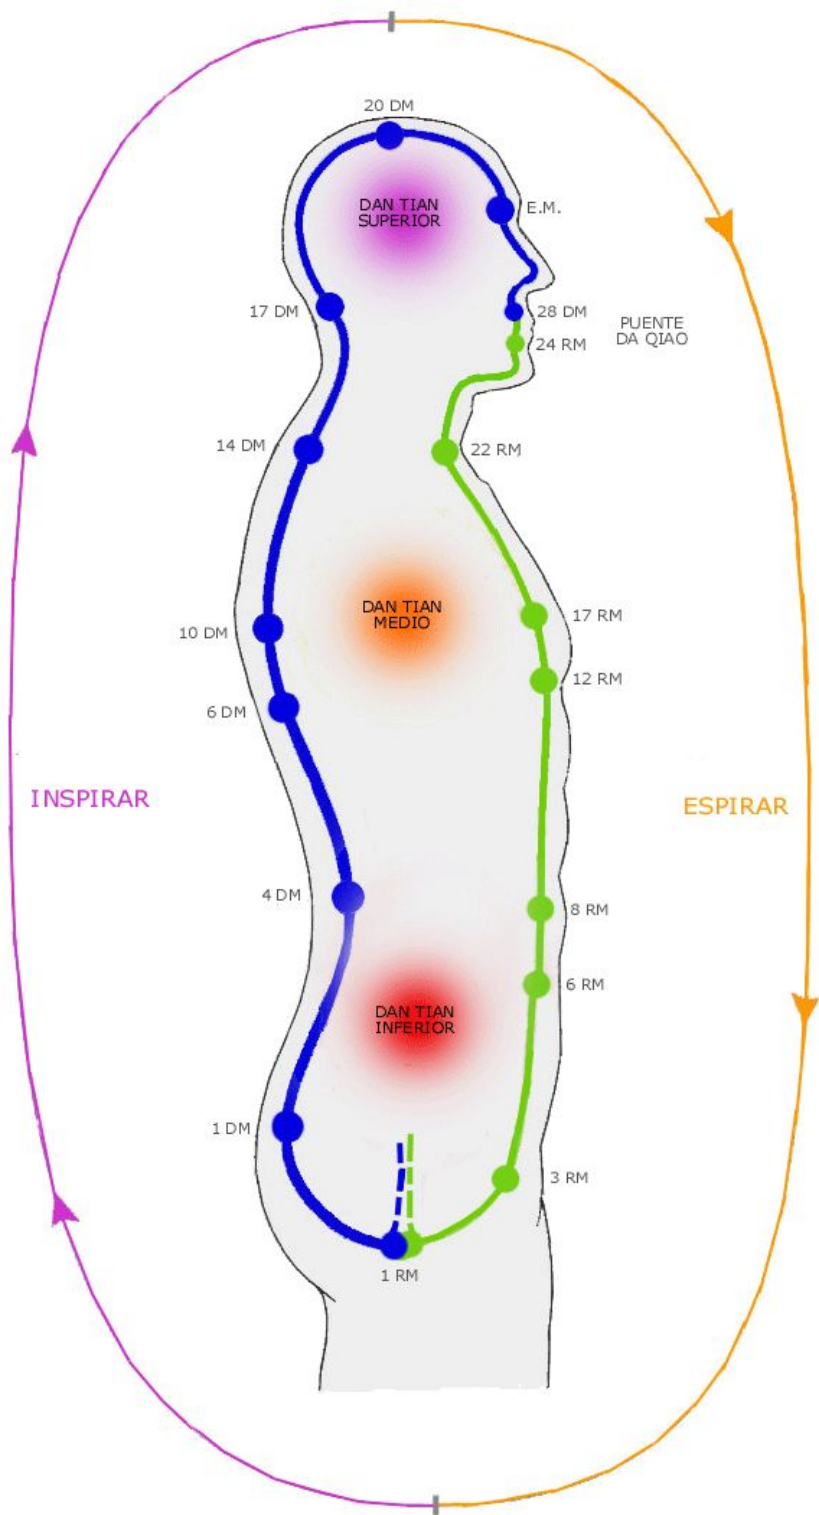 20 DM
DAN TIAN
SUPERIOR
E.M.
17 DM
28 DM
24 RM
PUENTE
DA QIAO
14 DM
22 RM
DAN TIAN
MEDIO
17 RM
10 DM
12 RM
6 DM
INSPIRAR
ESPIRAR
4 DM
8 RM
6 RM
DAN TIAN
INFERIOR
1 DM
3 RM
1 RM